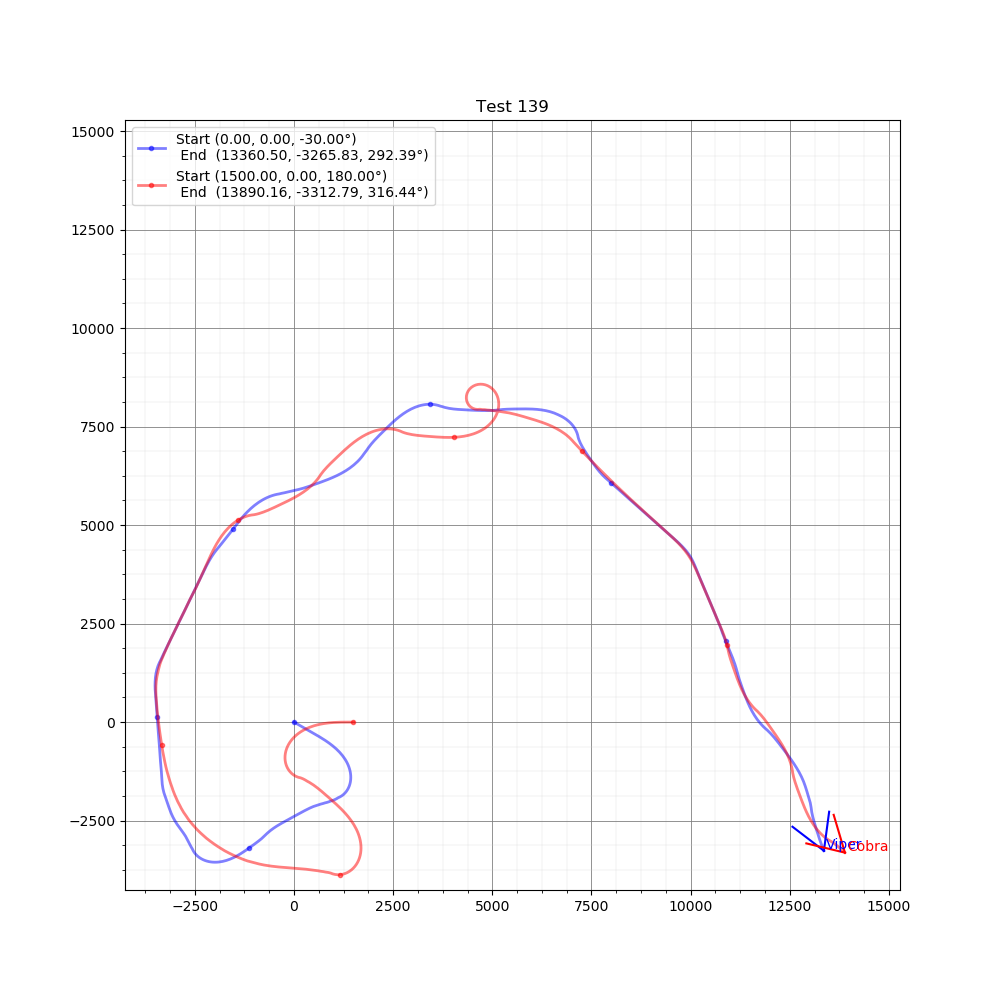 Test 139
Start (0.00, 0.00, -30.00°)
End (13360.50, -3265.83, 292.39°)
Start (1500.00, 0.00, 180.00°)
End (13890.16, -3312.79, 316.44°)
15000
12500
10000
7500
5000
2500
0
−2500
Viper
Cobra
−2500 0 2500 5000 7500 10000 12500 15000